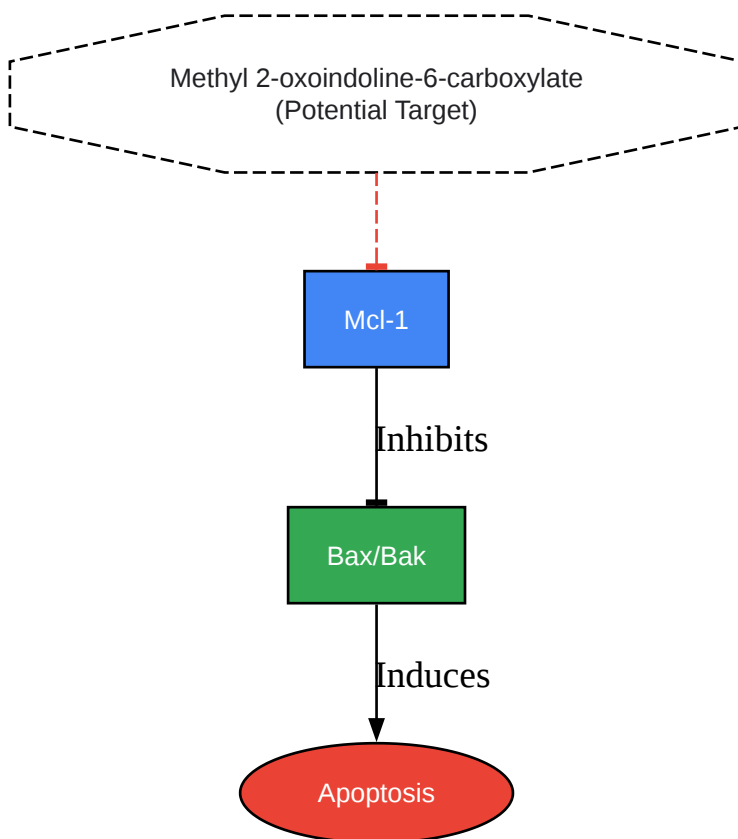 Methyl 2-oxoindoline-6-carboxylate
(Potential Target)
Mcl-1
Inhibits
Bax/Bak
Induces
Apoptosis